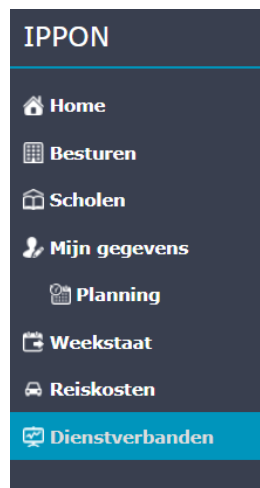 IPPON
Home
Besturen
Scholen
Mijn gegevens
Planning
Weekstaat
Reiskosten
Dienstverbanden